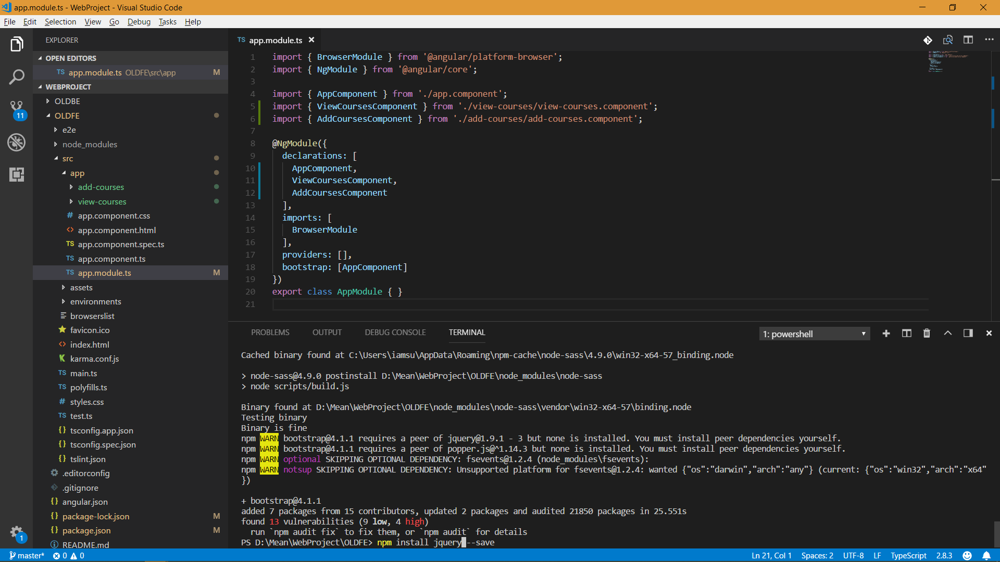 app.module.ts - WebProject - Visual Studio Code
File Edit Selection View Go Debug Tasks Help
EXPLORER
OPEN EDITORS
TS app.module.ts OLDFE\src\app M
WEBPROJECT
OLDBE
OLDFE
e2e
node_modules
src
app
add-courses
view-courses
# app.component.css
<> app.component.html
TS app.component.spec.ts
TS app.component.ts
TS app.module.ts M
assets
environments
browserslist
favicon.ico
<> index.html
K karma.conf.js
TS main.ts
TS polyfills.ts
# styles.css
TS test.ts
{} tsconfig.app.json
{} tsconfig.spec.json
{} tslint.json
.editorconfig
.gitignore
{} angular.json
{} package-lock.json M
{} package.json M
README.md
11
1
TS app.module.ts
1 import { BrowserModule } from '@angular/platform-browser';
2 import { NgModule } from '@angular/core';
3
4 import { AppComponent } from './app.component';
5 import { ViewCoursesComponent } from './view-courses/view-courses.component';
6 import { AddCoursesComponent } from './add-courses/add-courses.component';
7
8 @NgModule({
9 declarations: [
10 AppComponent,
11 ViewCoursesComponent,
12 AddCoursesComponent
13 ],
14 imports: [
15 BrowserModule
16 ],
17 providers: [],
18 bootstrap: [AppComponent]
19 })
20 export class AppModule { }
21
PROBLEMS OUTPUT DEBUG CONSOLE TERMINAL 1: powershell
Cached binary found at C:\Users\iamsu\AppData\Roaming\npm-cache\node-sass\4.9.0\win32-x64-57_binding.node
> node-sass@4.9.0 postinstall D:\Mean\WebProject\OLDFE\node_modules\node-sass
> node scripts/build.js
Binary found at D:\Mean\WebProject\OLDFE\node_modules\node-sass\vendor\win32-x64-57\binding.node
Testing binary
Binary is fine
npm WARN bootstrap@4.1.1 requires a peer of jquery@1.9.1 - 3 but none is installed. You must install peer dependencies yourself.
npm WARN bootstrap@4.1.1 requires a peer of popper.js@^1.14.3 but none is installed. You must install peer dependencies yourself.
npm WARN optional SKIPPING OPTIONAL DEPENDENCY: fsevents@1.2.4 (node_modules\fsevents):
npm WARN notsup SKIPPING OPTIONAL DEPENDENCY: Unsupported platform for fsevents@1.2.4: wanted {"os":"darwin","arch":"any"} (current: {"os":"win32","arch":"x64"
})
+ bootstrap@4.1.1
added 7 packages from 15 contributors, updated 2 packages and audited 21850 packages in 25.551s
found 13 vulnerabilities (9 low, 4 high)
run `npm audit fix` to fix them, or `npm audit` for details
PS D:\Mean\WebProject\OLDFE> npm install jquery --save
master* 0 0 Ln 21, Col 1 Spaces: 2 UTF-8 LF TypeScript 2.8.3